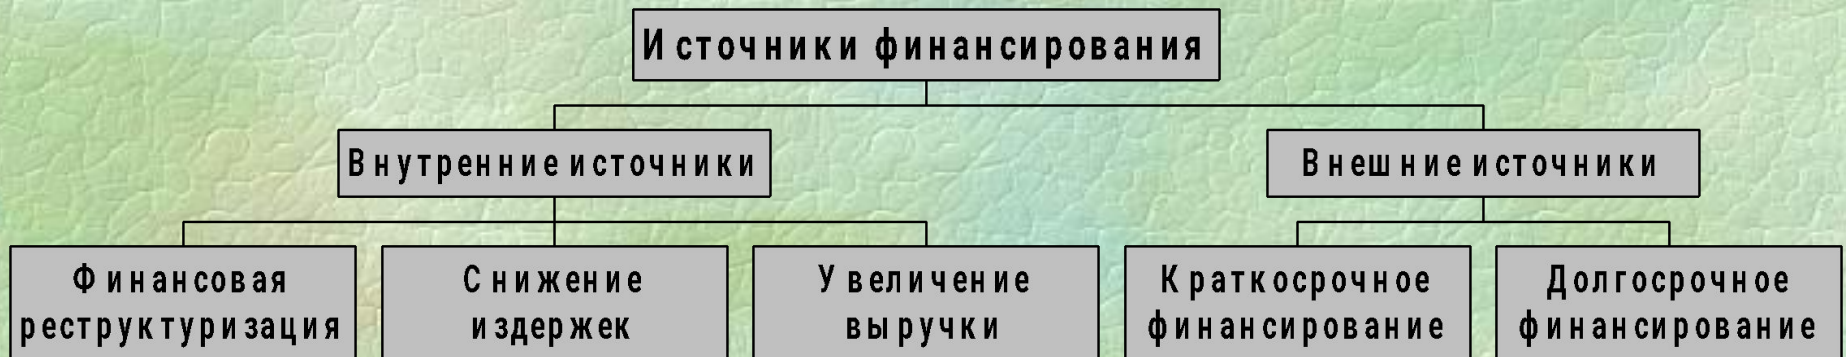 Источники финансирования
Внутренние источники
Внешние источники
Финансовая
реструктуризация
Снижение
издержек
Увеличение
выручки
Краткосрочное
финансирование
Долгосрочное
финансирование